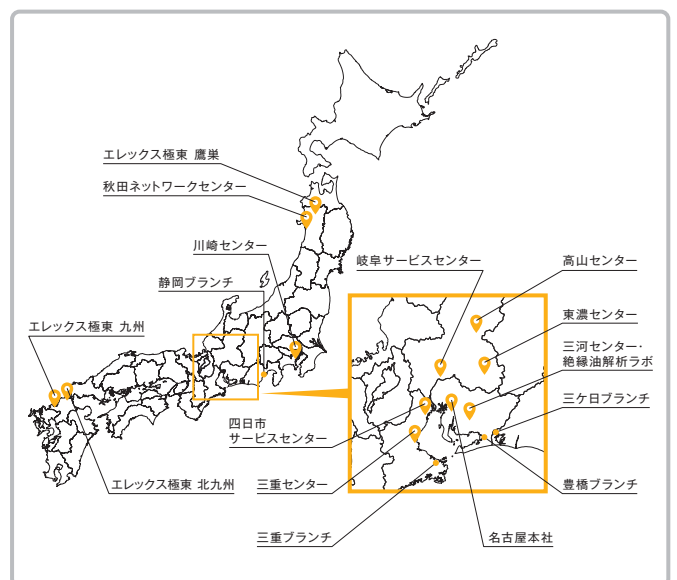 エレックス極東 鷹巣
秋田ネットワークセンター
川崎センター
静岡ブランチ
エレックス極東 九州
岐阜サービスセンター
高山センター
東濃センター
三河センター・
絶縁油解析ラボ
三ケ日ブランチ
四日市
サービスセンター
エレックス極東 北九州
三重センター
豊橋ブランチ
三重ブランチ
名古屋本社